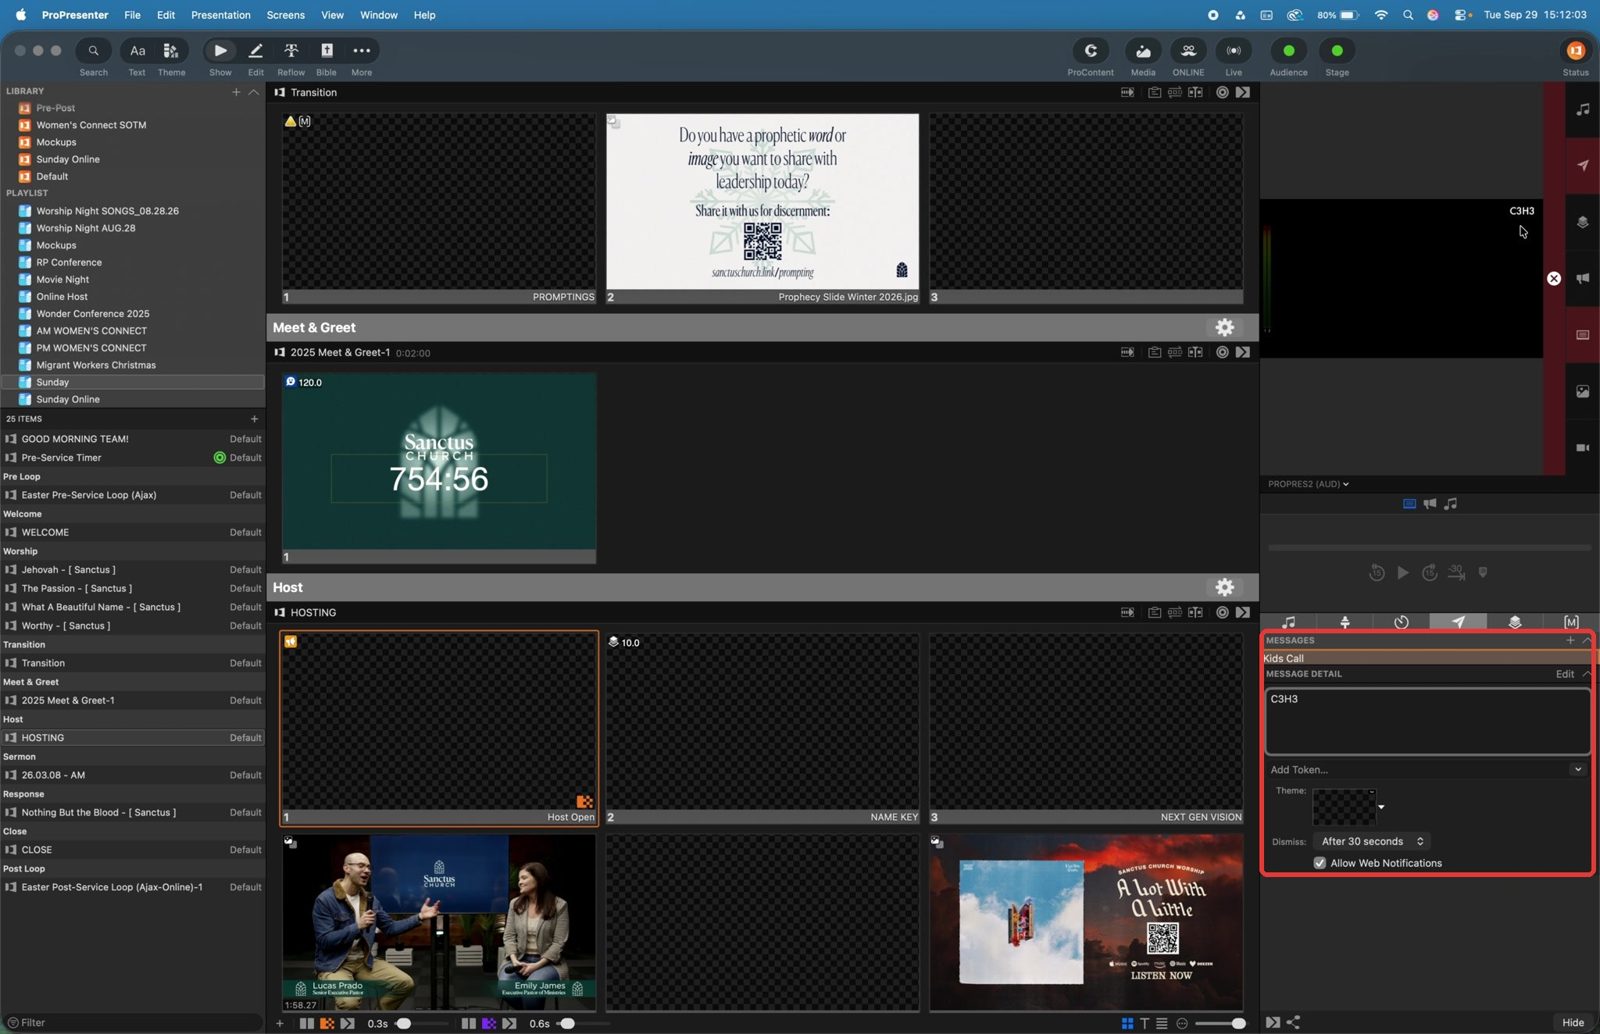 ProPresenter File Edit Presentation Screens View Window Help
80% Tue Sep 29 15:12:03
Aa
Search Text Theme Show Edit Reflow Bible More
ProContent Media ONLINE Live Audience Stage Status
LIBRARY
Pre-Post
Women's Connect SOTM
Mockups
Sunday Online
Default
PLAYLIST
Worship Night SONGS_08.28.26
Worship Night AUG.28
Mockups
RP Conference
Movie Night
Online Host
Wonder Conference 2025
AM WOMEN'S CONNECT
PM WOMEN'S CONNECT
Migrant Workers Christmas
Sunday
Sunday Online
25 ITEMS
GOOD MORNING TEAM! Default
Pre-Service Timer Default
Pre Loop
Easter Pre-Service Loop (Ajax) Default
Welcome
WELCOME Default
Worship
Jehovah - [ Sanctus ] Default
The Passion - [ Sanctus ] Default
What A Beautiful Name - [ Sanctus ] Default
Worthy - [ Sanctus ] Default
Transition
Transition Default
Meet & Greet
2025 Meet & Greet-1 Default
Host
HOSTING Default
Sermon
26.03.08 - AM Default
Response
Nothing But the Blood - [ Sanctus ] Default
Close
CLOSE Default
Post Loop
Easter Post-Service Loop (Ajax-Online)-1 Default
Filter
Transition
[M]
Do you have a prophetic word or
image you want to share with
leadership today?
Share it with us for discernment:
sanctuschurch.link/prompting
1 PROMPTINGS
2 Prophecy Slide Winter 2026.jpg
3
Meet & Greet
2025 Meet & Greet-1 0:02:00
120.0
Sanctus
CHURCH
754:56
1
Host
HOSTING
1 Host Open
10.0
2 NAME KEY
3 NEXT GEN VISION
Sanctus
CHURCH
Lucas Prado
Senior Executive Pastor
Emily James
Executive Pastor of Ministries
1:58.27
SANCTUS CHURCH WORSHIP
A Lot With
A Little
LISTEN NOW
0.3s
0.6s
C3H3
PROPRES2 (AUD)
15 15 -30
[M]
MESSAGES
Kids Call
MESSAGE DETAIL Edit
C3H3
Add Token...
Theme:
Dismiss: After 30 seconds
Allow Web Notifications
Hide